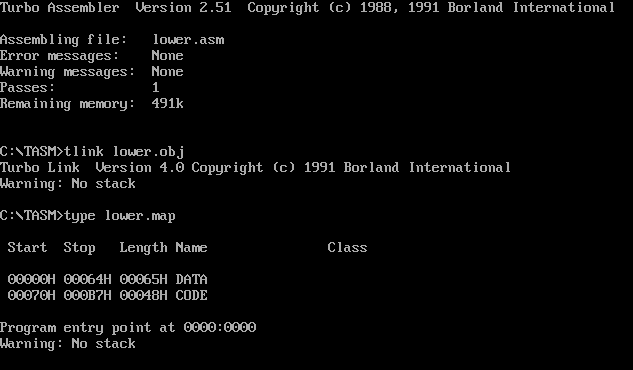 Turbo Assembler  Version 2.51  Copyright (c) 1988, 1991 Borland International
Assembling file:   lower.asm
Error messages:    None
Warning messages:  None
Passes:            1
Remaining memory:  491k
C:\TASM>tlink lower.obj
Turbo Link  Version 4.0 Copyright (c) 1991 Borland International
Warning: No stack
C:\TASM>type lower.map
Start  Stop   Length Name               Class
00000H 00064H 00065H DATA
00070H 000B7H 00048H CODE
Program entry point at 0000:0000
Warning: No stack